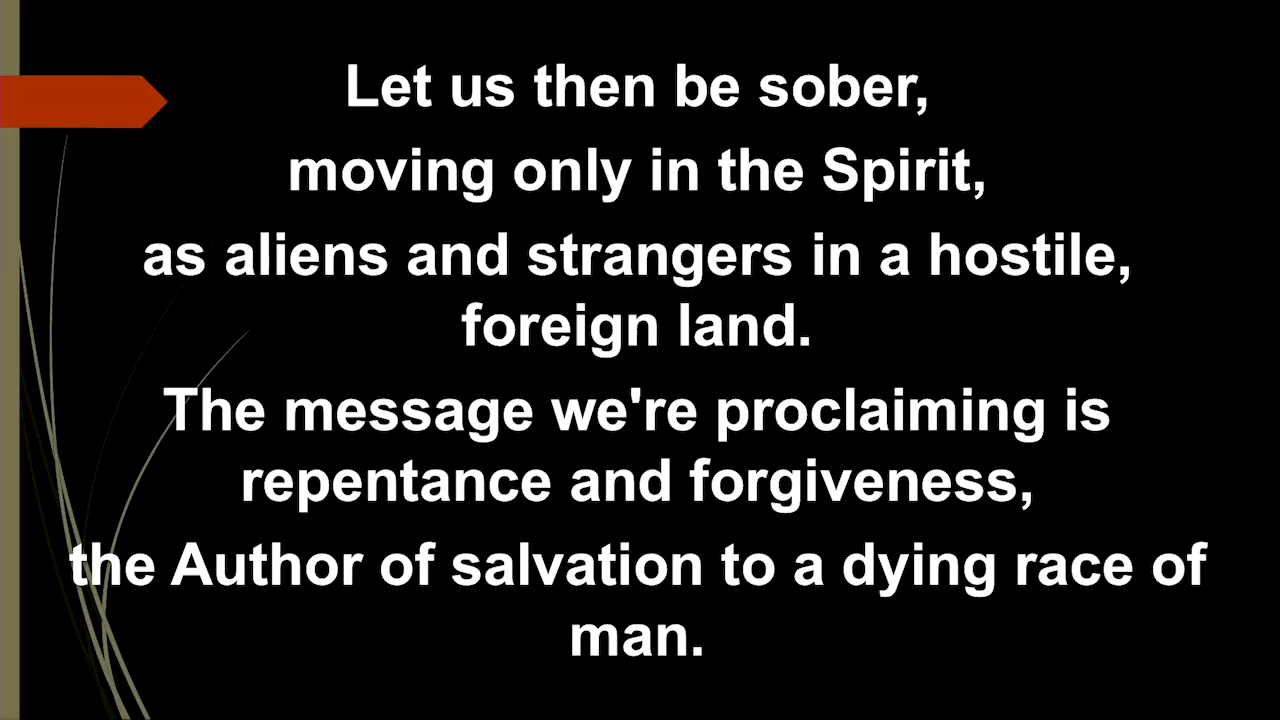 Let us then be sober,
moving only in the Spirit,
as aliens and strangers in a hostile,
foreign land.
The message we're proclaiming is
repentance and forgiveness,
the Author of salvation to a dying race of
man.